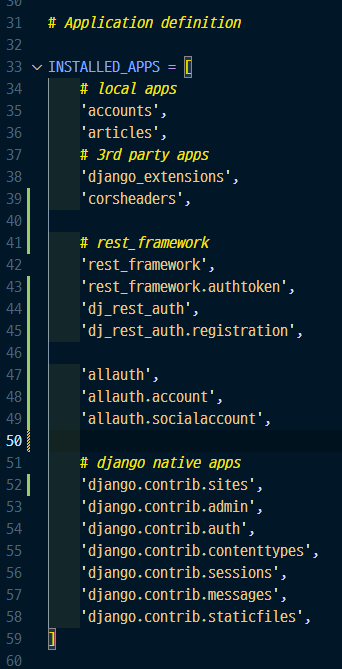 30
31 # Application definition
32
33 INSTALLED_APPS = [
34 # local apps
35 'accounts',
36 'articles',
37 # 3rd party apps
38 'django_extensions',
39 'corsheaders',
40
41 # rest_framework
42 'rest_framework',
43 'rest_framework.authtoken',
44 'dj_rest_auth',
45 'dj_rest_auth.registration',
46
47 'allauth',
48 'allauth.account',
49 'allauth.socialaccount',
50
51 # django native apps
52 'django.contrib.sites',
53 'django.contrib.admin',
54 'django.contrib.auth',
55 'django.contrib.contenttypes',
56 'django.contrib.sessions',
57 'django.contrib.messages',
58 'django.contrib.staticfiles',
59 ]
60